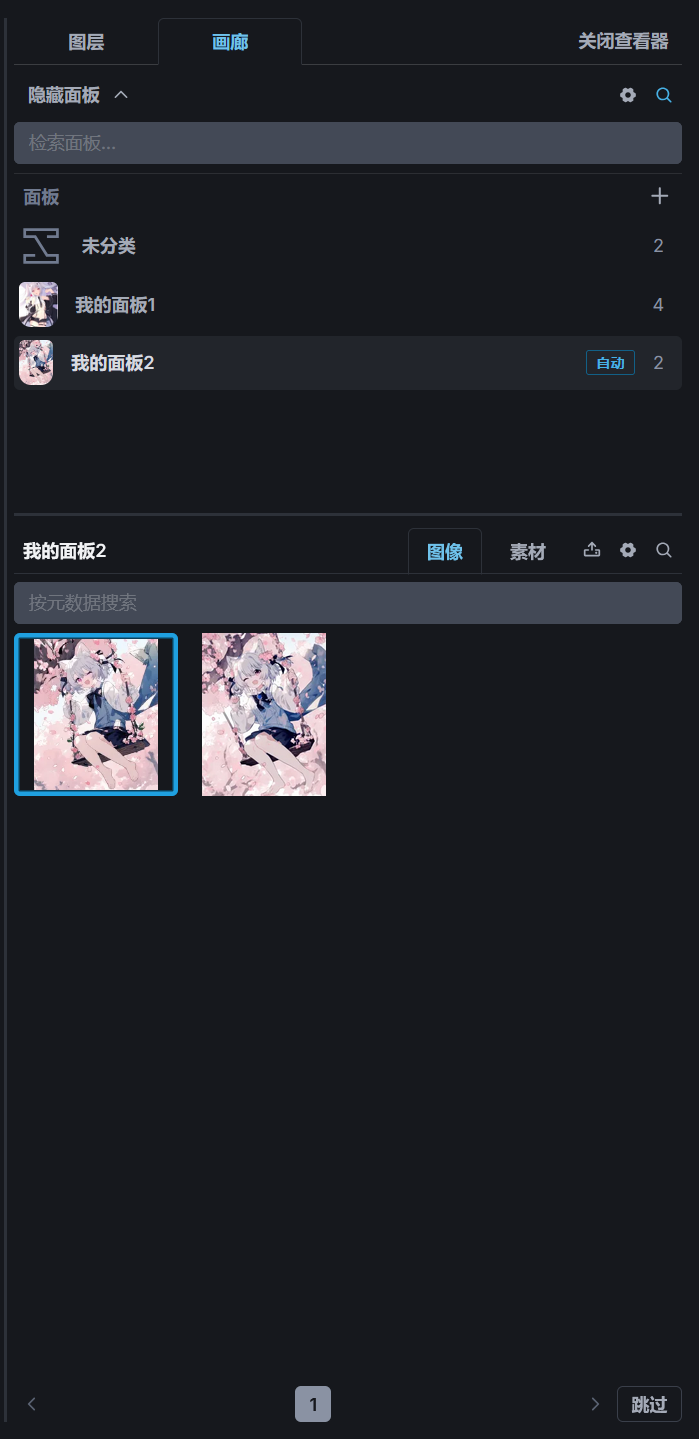 图层 画廊 关闭查看器
隐藏面板
检索面板...
面板
未分类 2
我的面板1 4
我的面板2 自动 2
我的面板2 图像 素材
按元数据搜索
1 跳过